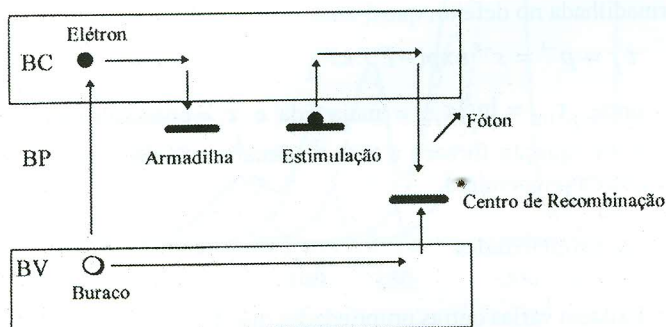 Elétron
BC
Fóton
Armadilha
Estimulação
BP
Centro de Recombinação
BV
Buraco